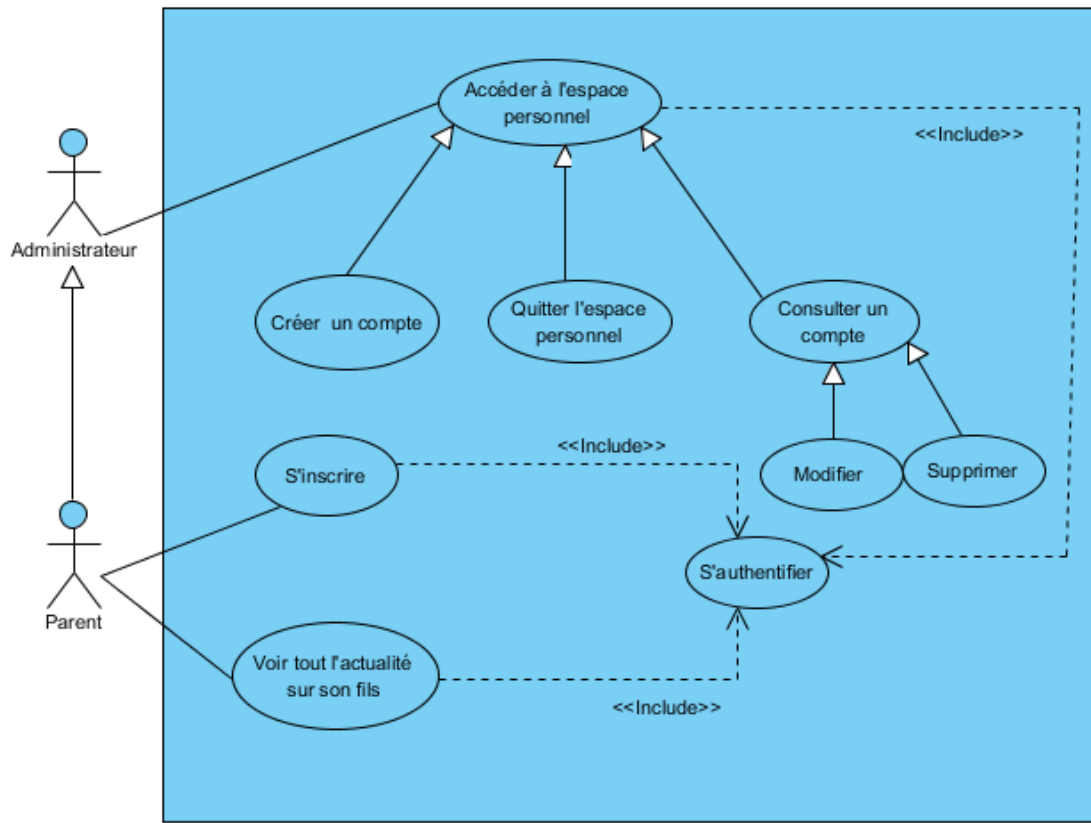 Accéder à l'espace
personnel
<<Include>>
Administrateur
Créer un compte
Quitter l'espace
personnel
Consulter un
compte
<<Include>>
S'inscrire
Modifier
Supprimer
S'authentifier
Parent
Voir tout l'actualité
sur son fils
<<Include>>